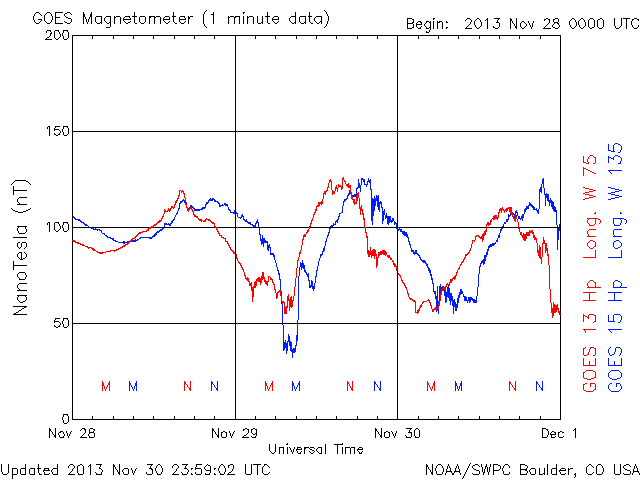 GOES Magnetometer (1 minute data)
Begin: 2013 Nov 28 0000 UTC
200
150
100
50
0
NanoTesla (nT)
M M N N M M N N M M N N
Nov 28 Nov 29 Nov 30 Dec 1
Universal Time
GOES 13 Hp Long. W 75
GOES 15 Hp Long. W 135
Updated 2013 Nov 30 23:59:02 UTC
NOAA/SWPC Boulder, CO USA